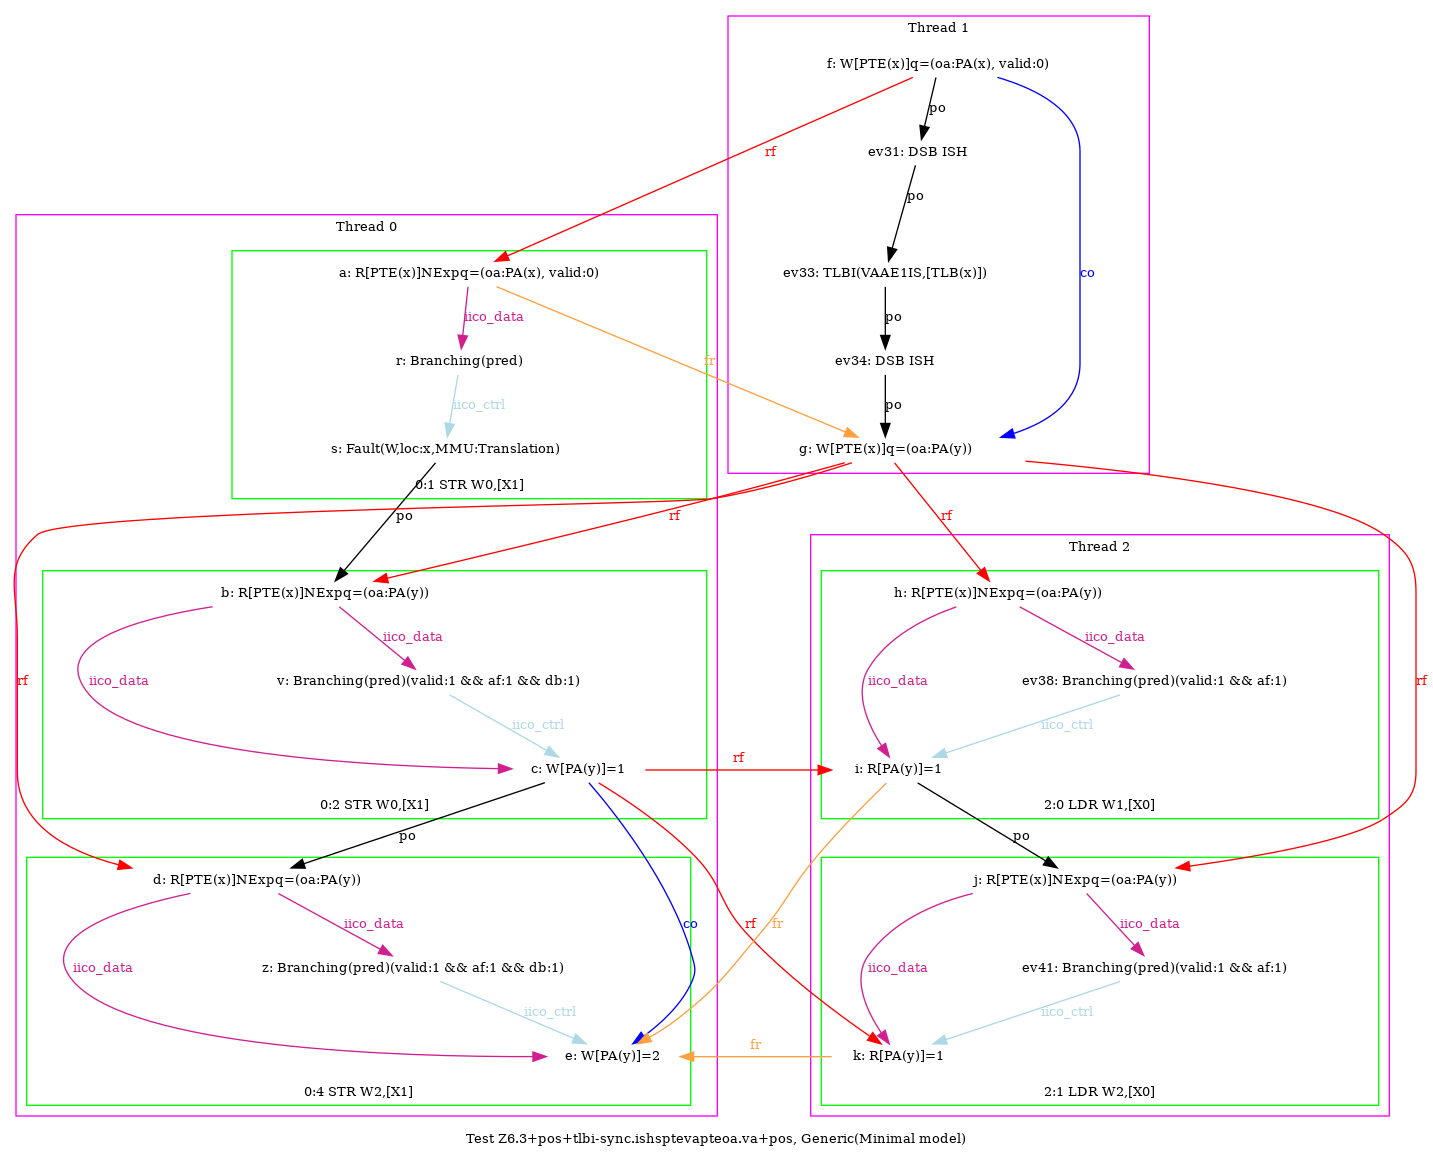 Thread 1
f: W[PTE(x)]q=(oa:PA(x), valid:0)
po
ev31: DSB ISH
rf
po
Thread 0
a: R[PTE(x)]NExpq=(oa:PA(x), valid:0)
ev33: TLBI(VAAE1IS,[TLB(x)])
co
iico_data
po
r: Branching(pred)
fr
ev34: DSB ISH
iico_ctrl
po
s: Fault(W,loc:x,MMU:Translation)
g: W[PTE(x)]q=(oa:PA(y))
0:1 STR W0,[X1]
po
rf
rf
Thread 2
b: R[PTE(x)]NExpq=(oa:PA(y))
h: R[PTE(x)]NExpq=(oa:PA(y))
iico_data
iico_data
rf
iico_data
v: Branching(pred)(valid:1 && af:1 && db:1)
iico_data
ev38: Branching(pred)(valid:1 && af:1)
rf
iico_ctrl
iico_ctrl
rf
c: W[PA(y)]=1
i: R[PA(y)]=1
0:2 STR W0,[X1]
2:0 LDR W1,[X0]
po
po
d: R[PTE(x)]NExpq=(oa:PA(y))
j: R[PTE(x)]NExpq=(oa:PA(y))
iico_data
co
rf
fr
iico_data
iico_data
z: Branching(pred)(valid:1 && af:1 && db:1)
iico_data
ev41: Branching(pred)(valid:1 && af:1)
iico_ctrl
iico_ctrl
fr
e: W[PA(y)]=2
k: R[PA(y)]=1
0:4 STR W2,[X1]
2:1 LDR W2,[X0]
Test Z6.3+pos+tlbi-sync.ishsptevapteoa.va+pos, Generic(Minimal model)